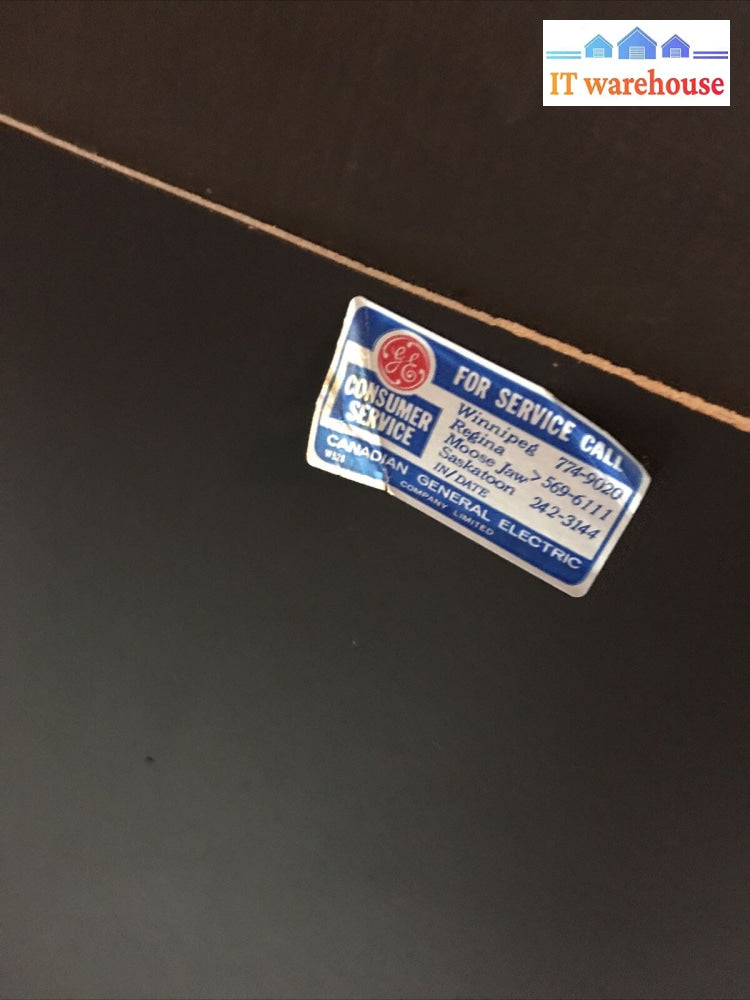 IT warehouse
GE
FOR SERVICE CALL
CONSUMER
SERVICE
Winnipeg 774-9020
Regina
Moose Jaw > 569-6111
Saskatoon 242-3144
IN/DATE
CANADIAN GENERAL ELECTRIC
COMPANY LIMITED